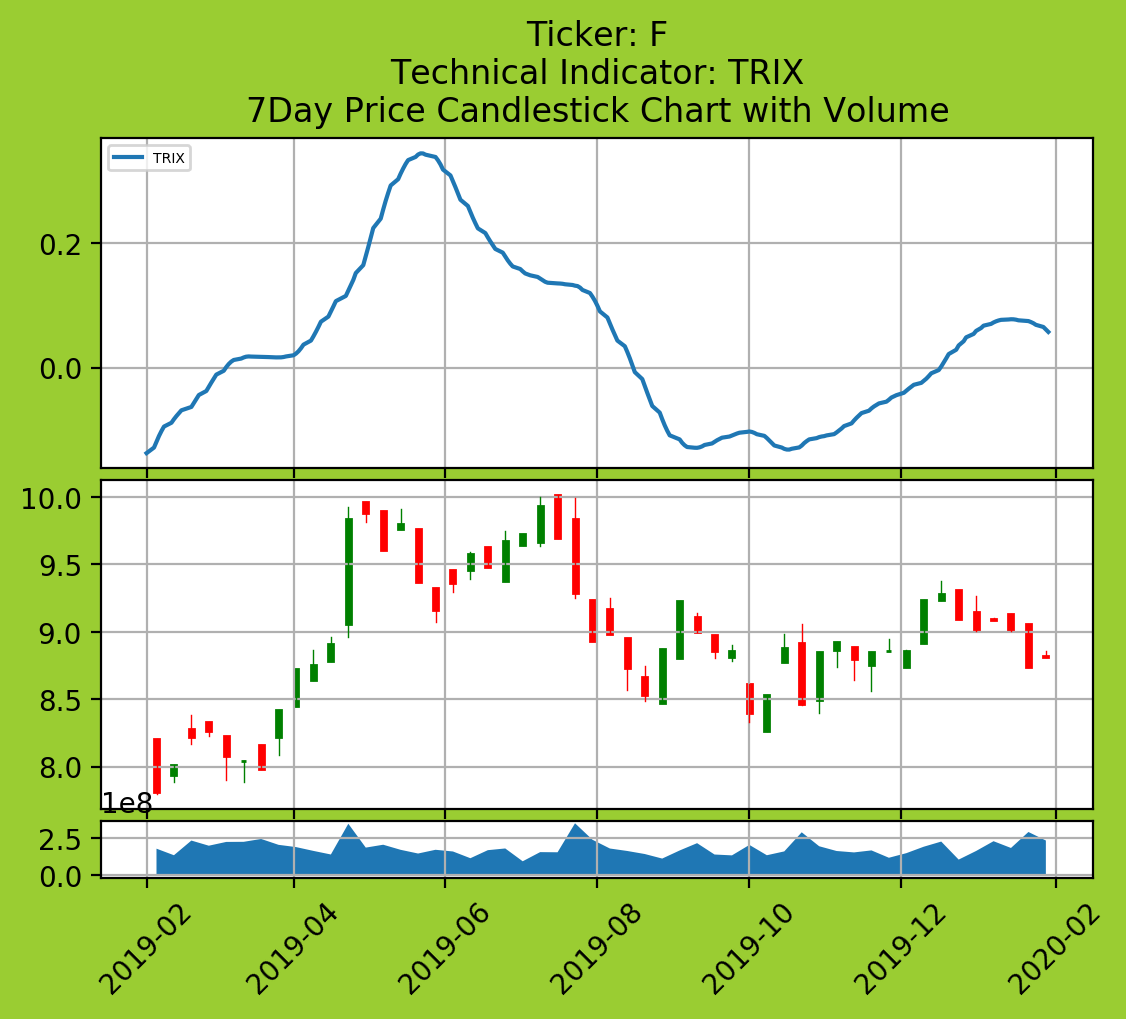 Ticker: F
Technical Indicator: TRIX
7Day Price Candlestick Chart with Volume
TRIX
0.2
0.0
10.0
9.5
9.0
8.5
8.0
1e8
2.5
0.0
2019-02 2019-04 2019-06 2019-08 2019-10 2019-12 2020-02